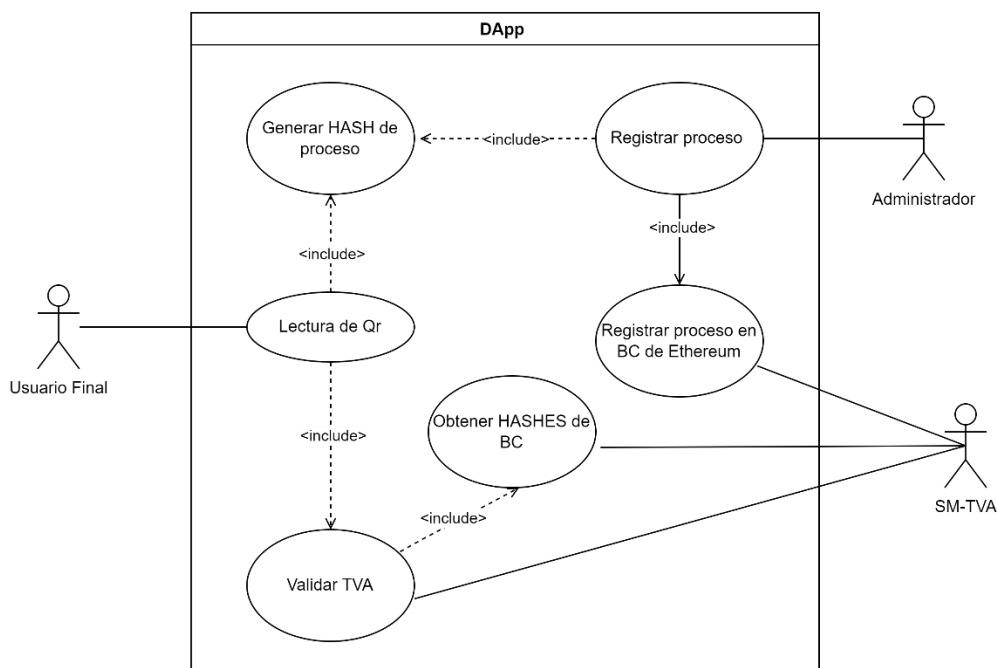 DApp
Generar HASH de
proceso
<include>
Registrar proceso
Administrador
<include>
<include>
Usuario Final
Lectura de Qr
Registrar proceso en
BC de Ethereum
<include>
Obtener HASHES de
BC
<include>
SM-TVA
Validar TVA